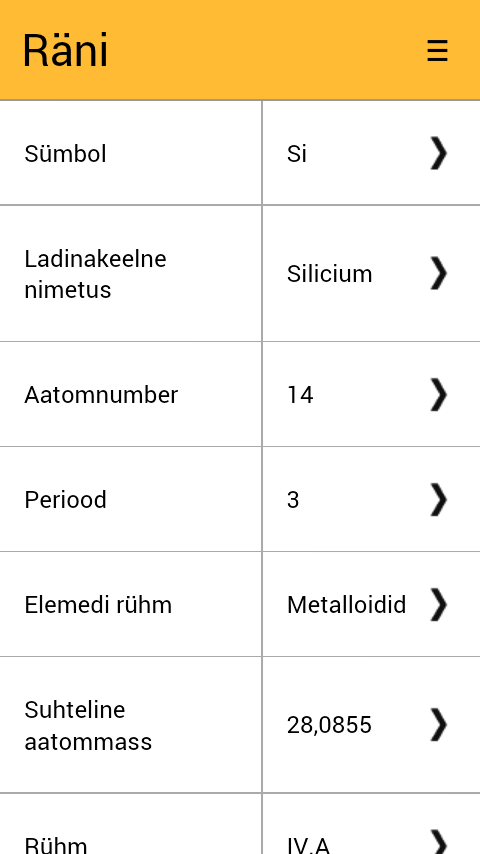 Räni
Sümbol
Si
Ladinakeelne
nimetus
Silicium
Aatomnumber
14
Periood
3
Elemedi rühm
Metalloidid
Suhteline
aatommass
28,0855
Rühm
IV.A